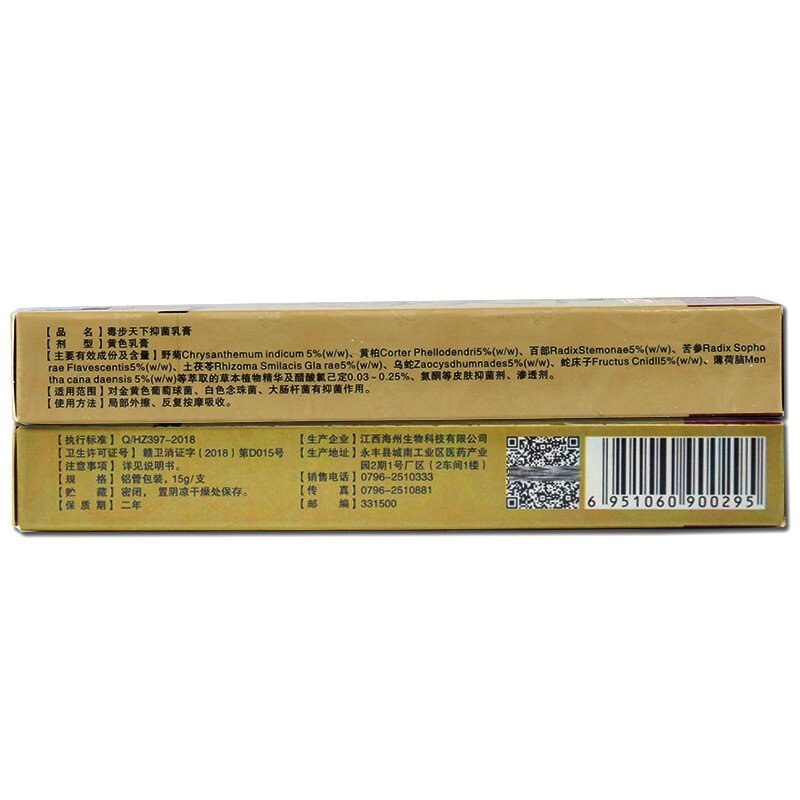 【品 名】毒步天下抑菌乳膏
【剂 型】黄色乳膏
【主要有效成份及含量】野菊Chrysanthemum indicum 5%(w/w)、黄柏Corter Phellodendri5%(w/w)、百部RadixStemonae5%(w/w)、苦参Radix Sopho
rae Flavescentis5%(w/w)、土茯苓Rhizoma Smilacis Gla rae5%(w/w)、乌蛇Zaocysdhumnades5%(w/w)、蛇床子Fructus Cnidll5%(w/w)、薄荷脑Men
tha cana daensis 5%(w/w)等萃取的草本植物精华及醋酸氯己定0.03~0.25%、氮酮等皮肤抑菌剂、渗透剂。
【适用范围】对金黄色葡萄球菌、白色念珠菌、大肠杆菌有抑菌作用。
【使用方法】局部外擦、反复按摩吸收。
【执行标准】Q/HZ397-2018
【卫生许可证号】赣卫消证字(2018)第D015号
【注意事项】详见说明书。
【规 格】铝管包装，15g/支
【贮 藏】密闭，置阴凉干燥处保存。
【保 质 期】二年
【生产企业】江西海州生物科技有限公司
【生产地址】永丰县城南工业区医药产业
园2期1号厂区(2车间1楼)
【销售电话】0796-2510333
【传 真】0796-2510881
【邮 编】331500
6 951060 900295